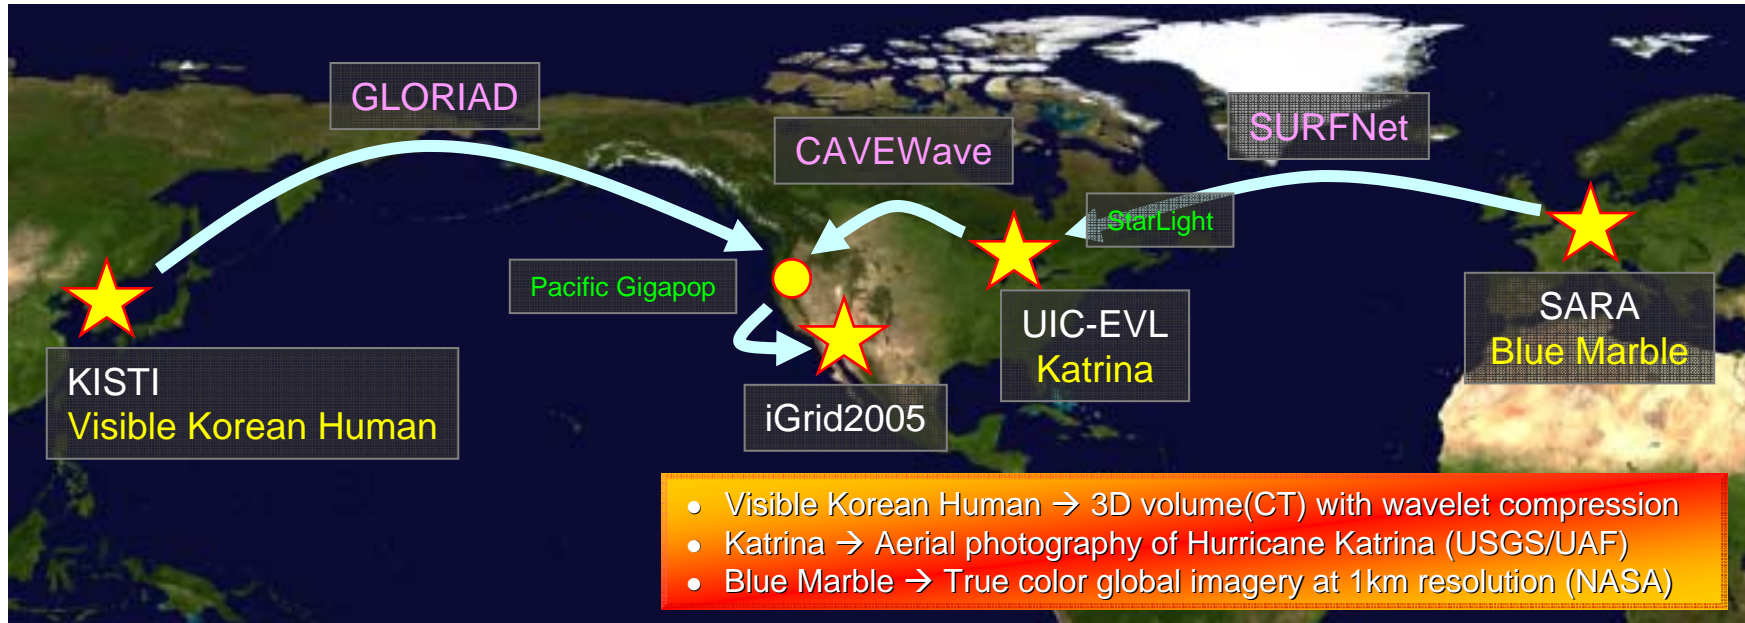 GLORIAD
CAVEWave
SURFNet
StarLight
Pacific Gigapop
KISTI
Visible Korean Human
iGrid2005
UIC-EVL
Katrina
SARA
Blue Marble
• Visible Korean Human → 3D volume(CT) with wavelet compression
• Katrina → Aerial photography of Hurricane Katrina (USGS/UAF)
• Blue Marble → True color global imagery at 1km resolution (NASA)